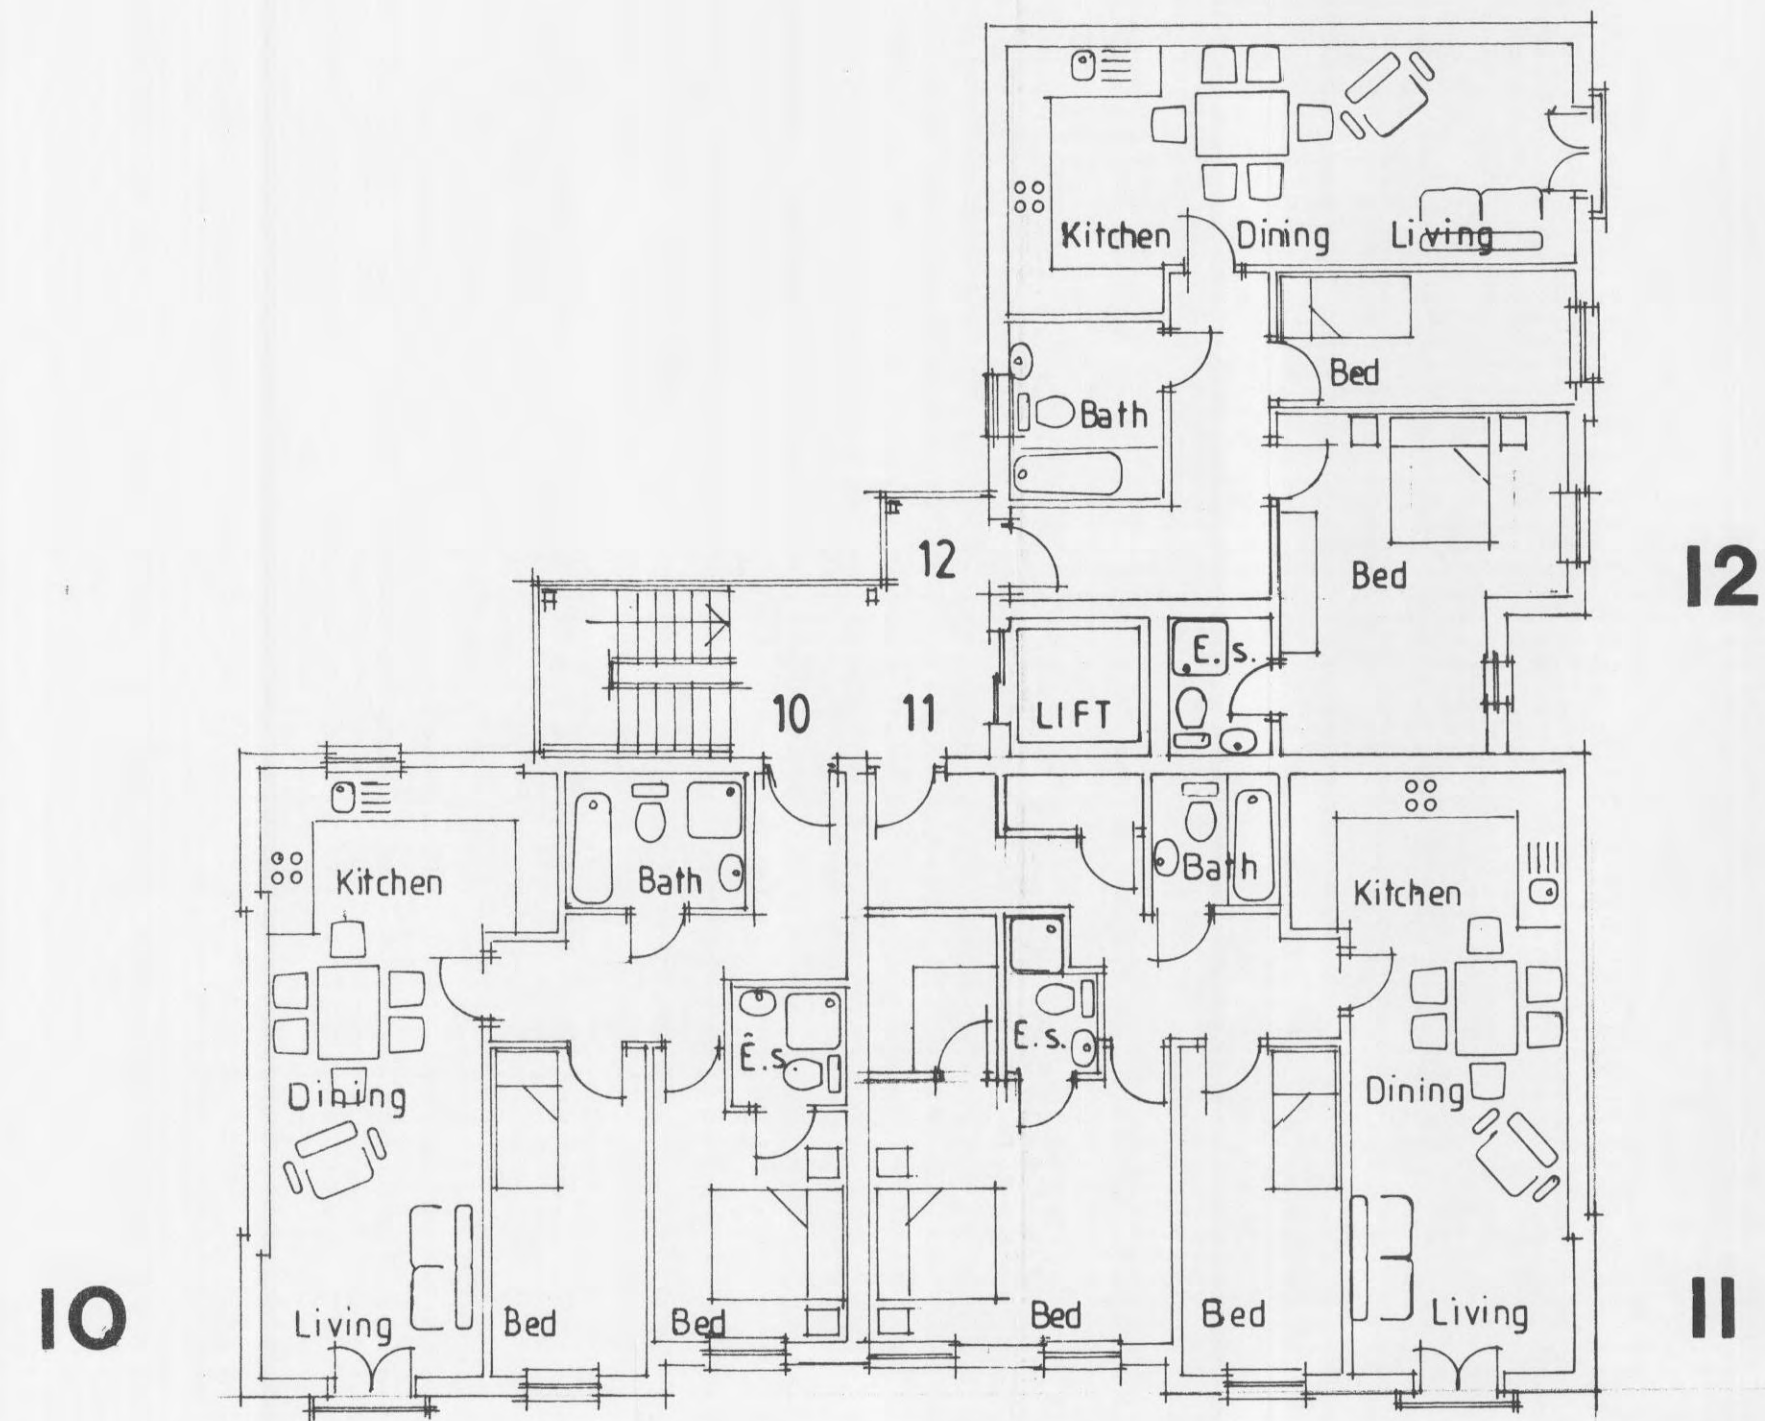 Kitchen Dining Living
Bed
Bath
12
Bed
12
E.s.
10 11
LIFT
Kitchen
Bath
Bath
Kitchen
E.s.
E.s.
Dining
Dining
10
Living
Bed
Bed
Bed
Bed
Living
11